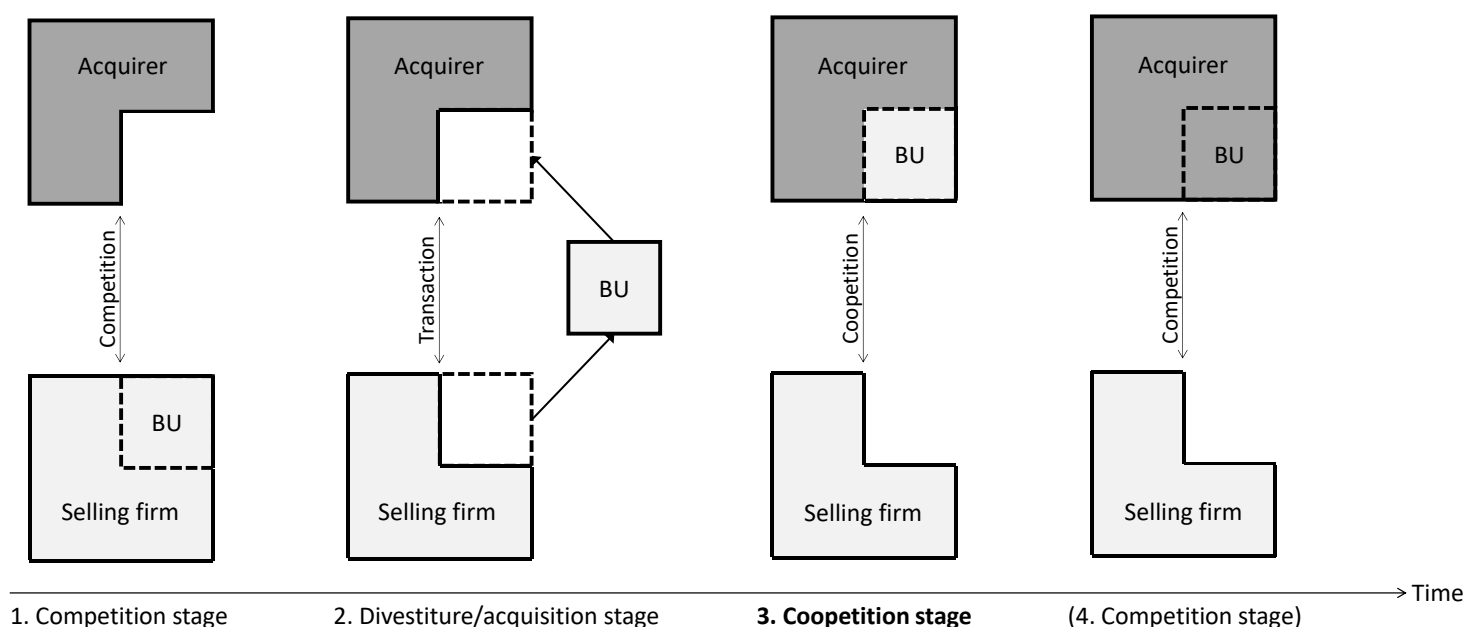 Acquirer
Competition
BU
Selling firm
1. Competition stage
Acquirer
Transaction
BU
Selling firm
2. Divestiture/acquisition stage
Acquirer
BU
Coopetition
Selling firm
3. Coopetition stage
Acquirer
BU
Competition
Selling firm
(4. Competition stage)
Time